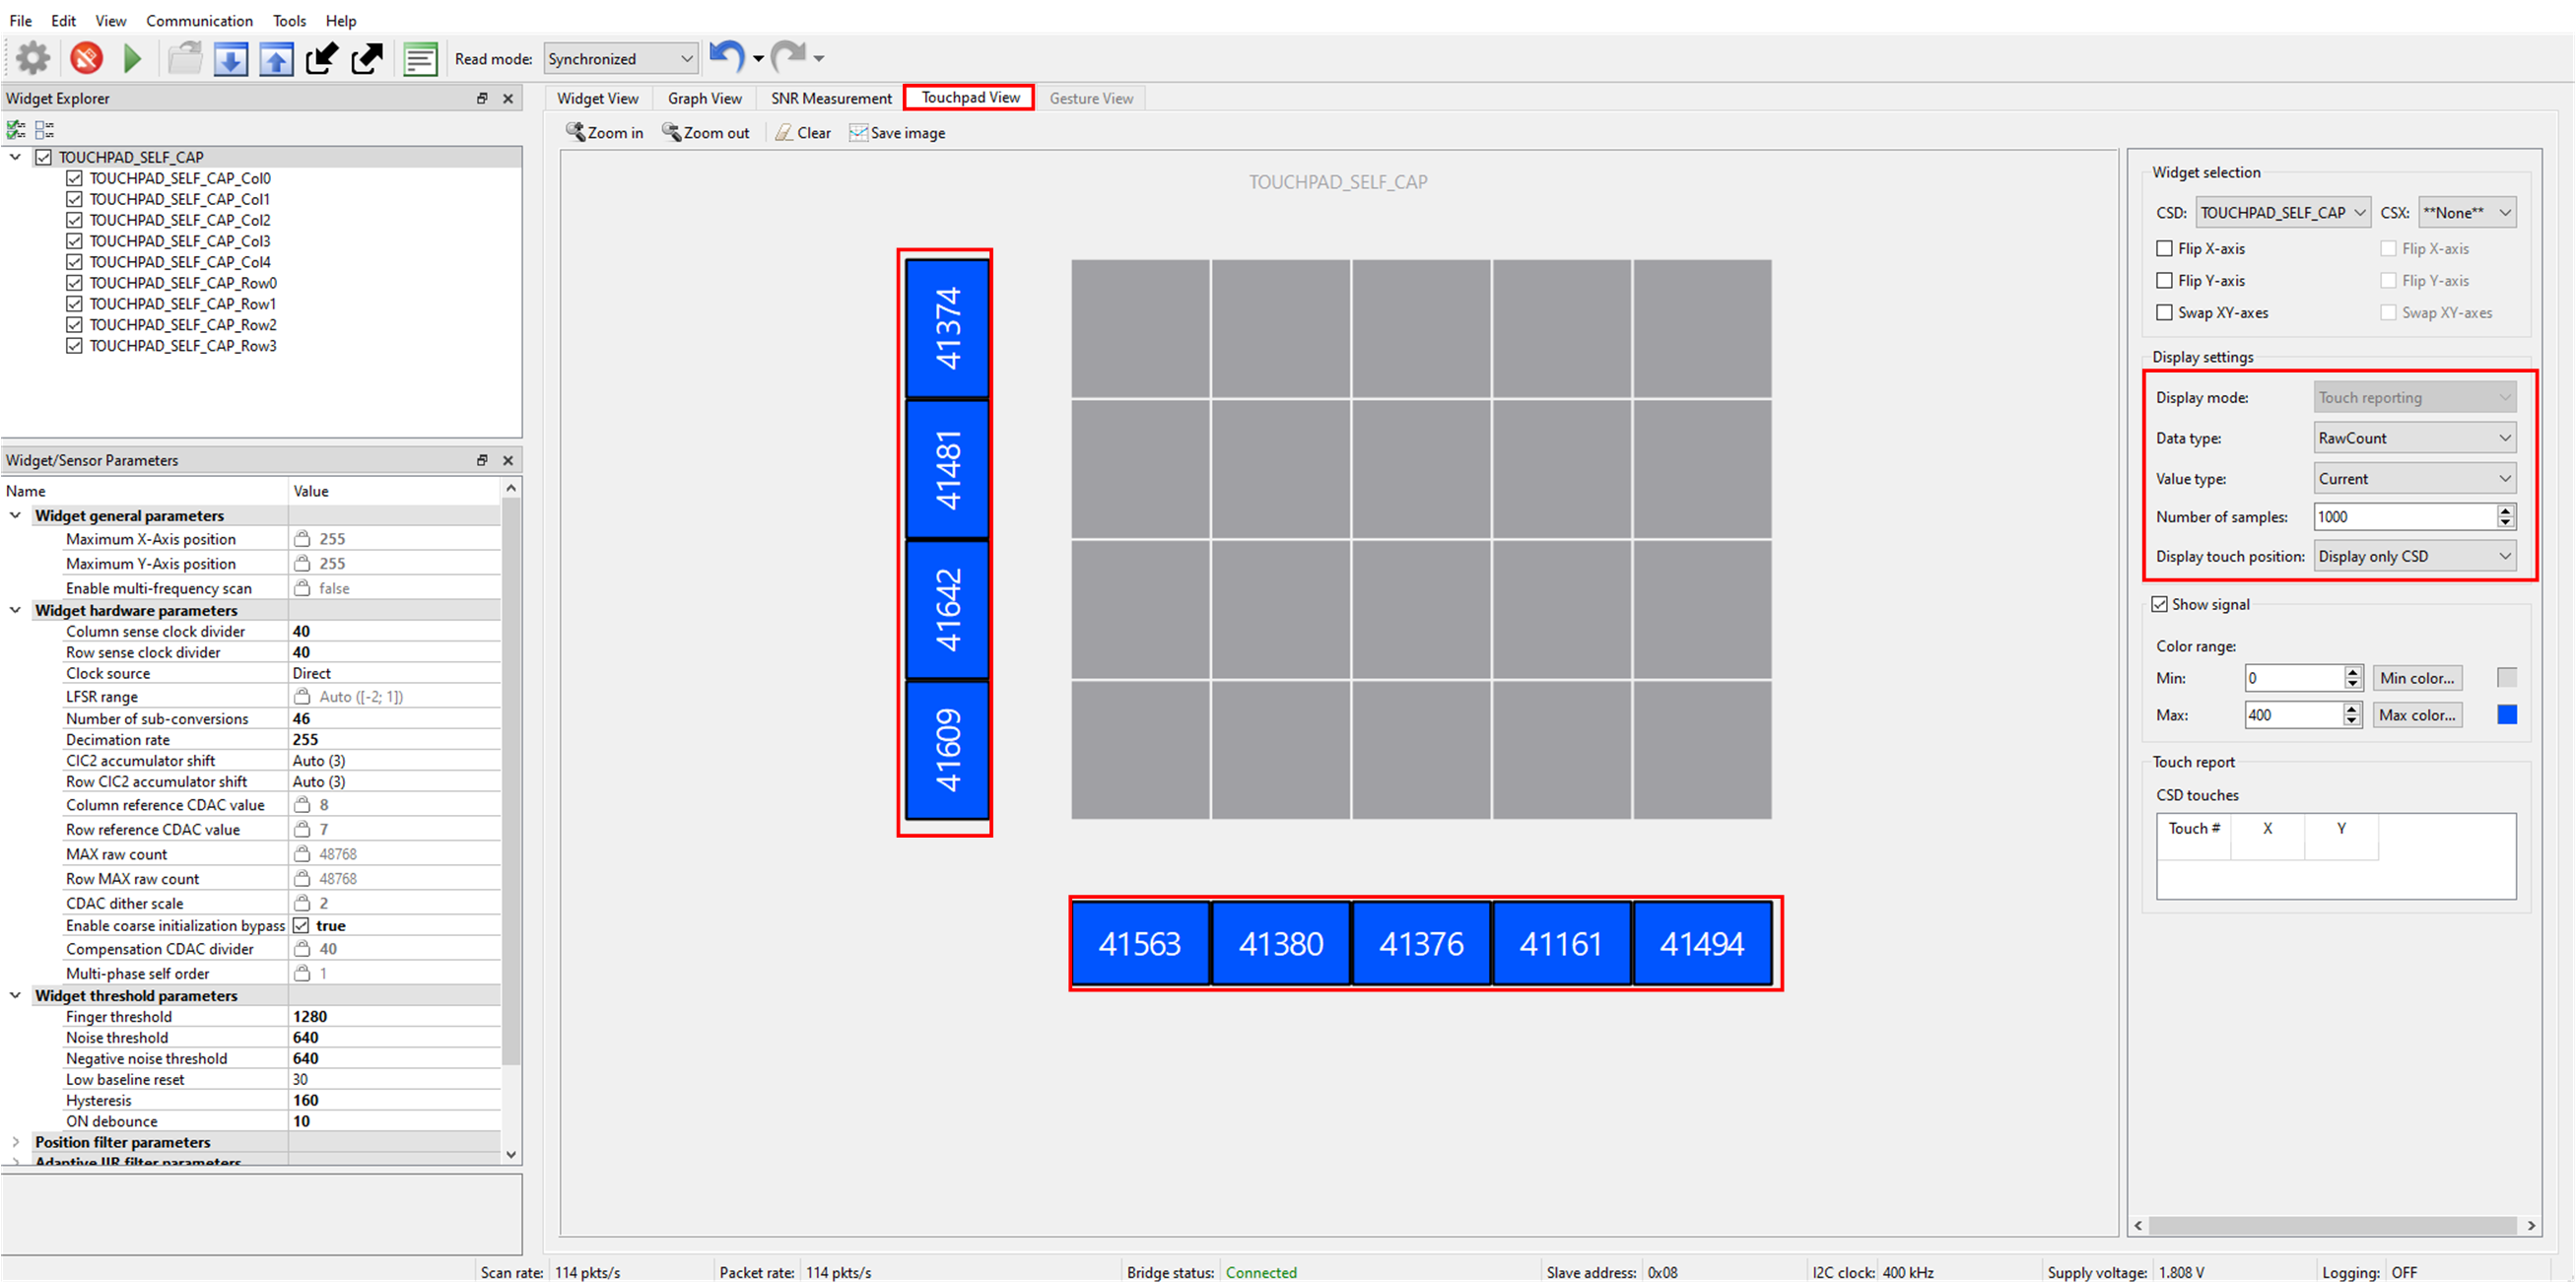 File Edit View Communication Tools Help
Read mode: Synchronized
Widget Explorer
TOUCHPAD_SELF_CAP
TOUCHPAD_SELF_CAP_Col0
TOUCHPAD_SELF_CAP_Col1
TOUCHPAD_SELF_CAP_Col2
TOUCHPAD_SELF_CAP_Col3
TOUCHPAD_SELF_CAP_Col4
TOUCHPAD_SELF_CAP_Row0
TOUCHPAD_SELF_CAP_Row1
TOUCHPAD_SELF_CAP_Row2
TOUCHPAD_SELF_CAP_Row3
Widget/Sensor Parameters
Name Value
Widget general parameters
Maximum X-Axis position 255
Maximum Y-Axis position 255
Enable multi-frequency scan false
Widget hardware parameters
Column sense clock divider 40
Row sense clock divider 40
Clock source Direct
LFSR range Auto ([-2; 1])
Number of sub-conversions 46
Decimation rate 255
CIC2 accumulator shift Auto (3)
Row CIC2 accumulator shift Auto (3)
Column reference CDAC value 8
Row reference CDAC value 7
MAX raw count 48768
Row MAX raw count 48768
CDAC dither scale 2
Enable coarse initialization bypass true
Compensation CDAC divider 40
Multi-phase self order 1
Widget threshold parameters
Finger threshold 1280
Noise threshold 640
Negative noise threshold 640
Low baseline reset 30
Hysteresis 160
ON debounce 10
Position filter parameters
Adaptive IIR filter parameters
Widget View Graph View SNR Measurement Touchpad View Gesture View
Zoom in Zoom out Clear Save image
TOUCHPAD_SELF_CAP
41374
41481
41642
41609
41563 41380 41376 41161 41494
Widget selection
CSD: TOUCHPAD_SELF_CAP CSX: **None**
Flip X-axis Flip X-axis
Flip Y-axis Flip Y-axis
Swap XY-axes Swap XY-axes
Display settings
Display mode: Touch reporting
Data type: RawCount
Value type: Current
Number of samples: 1000
Display touch position: Display only CSD
Show signal
Color range:
Min: 0 Min color...
Max: 400 Max color...
Touch report
CSD touches
Touch # X Y
Scan rate: 114 pkts/s Packet rate: 114 pkts/s Bridge status: Connected Slave address: 0x08 I2C clock: 400 kHz Supply voltage: 1.808 V Logging: OFF